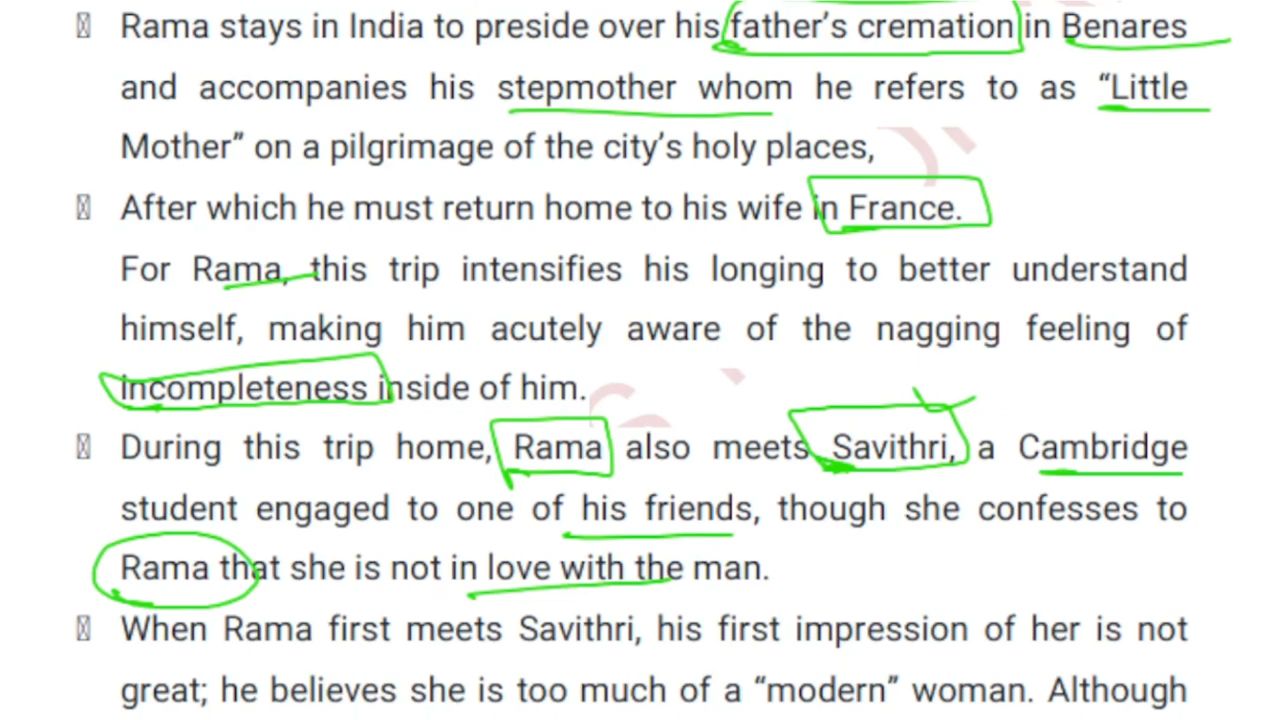 Rama stays in India to preside over his father’s cremation in Benares
and accompanies his stepmother whom he refers to as “Little
Mother” on a pilgrimage of the city’s holy places,
After which he must return home to his wife in France.
For Rama, this trip intensifies his longing to better understand
himself, making him acutely aware of the nagging feeling of
incompleteness inside of him.
During this trip home, Rama also meets Savithri, a Cambridge
student engaged to one of his friends, though she confesses to
Rama that she is not in love with the man.
When Rama first meets Savithri, his first impression of her is not
great; he believes she is too much of a “modern” woman. Although